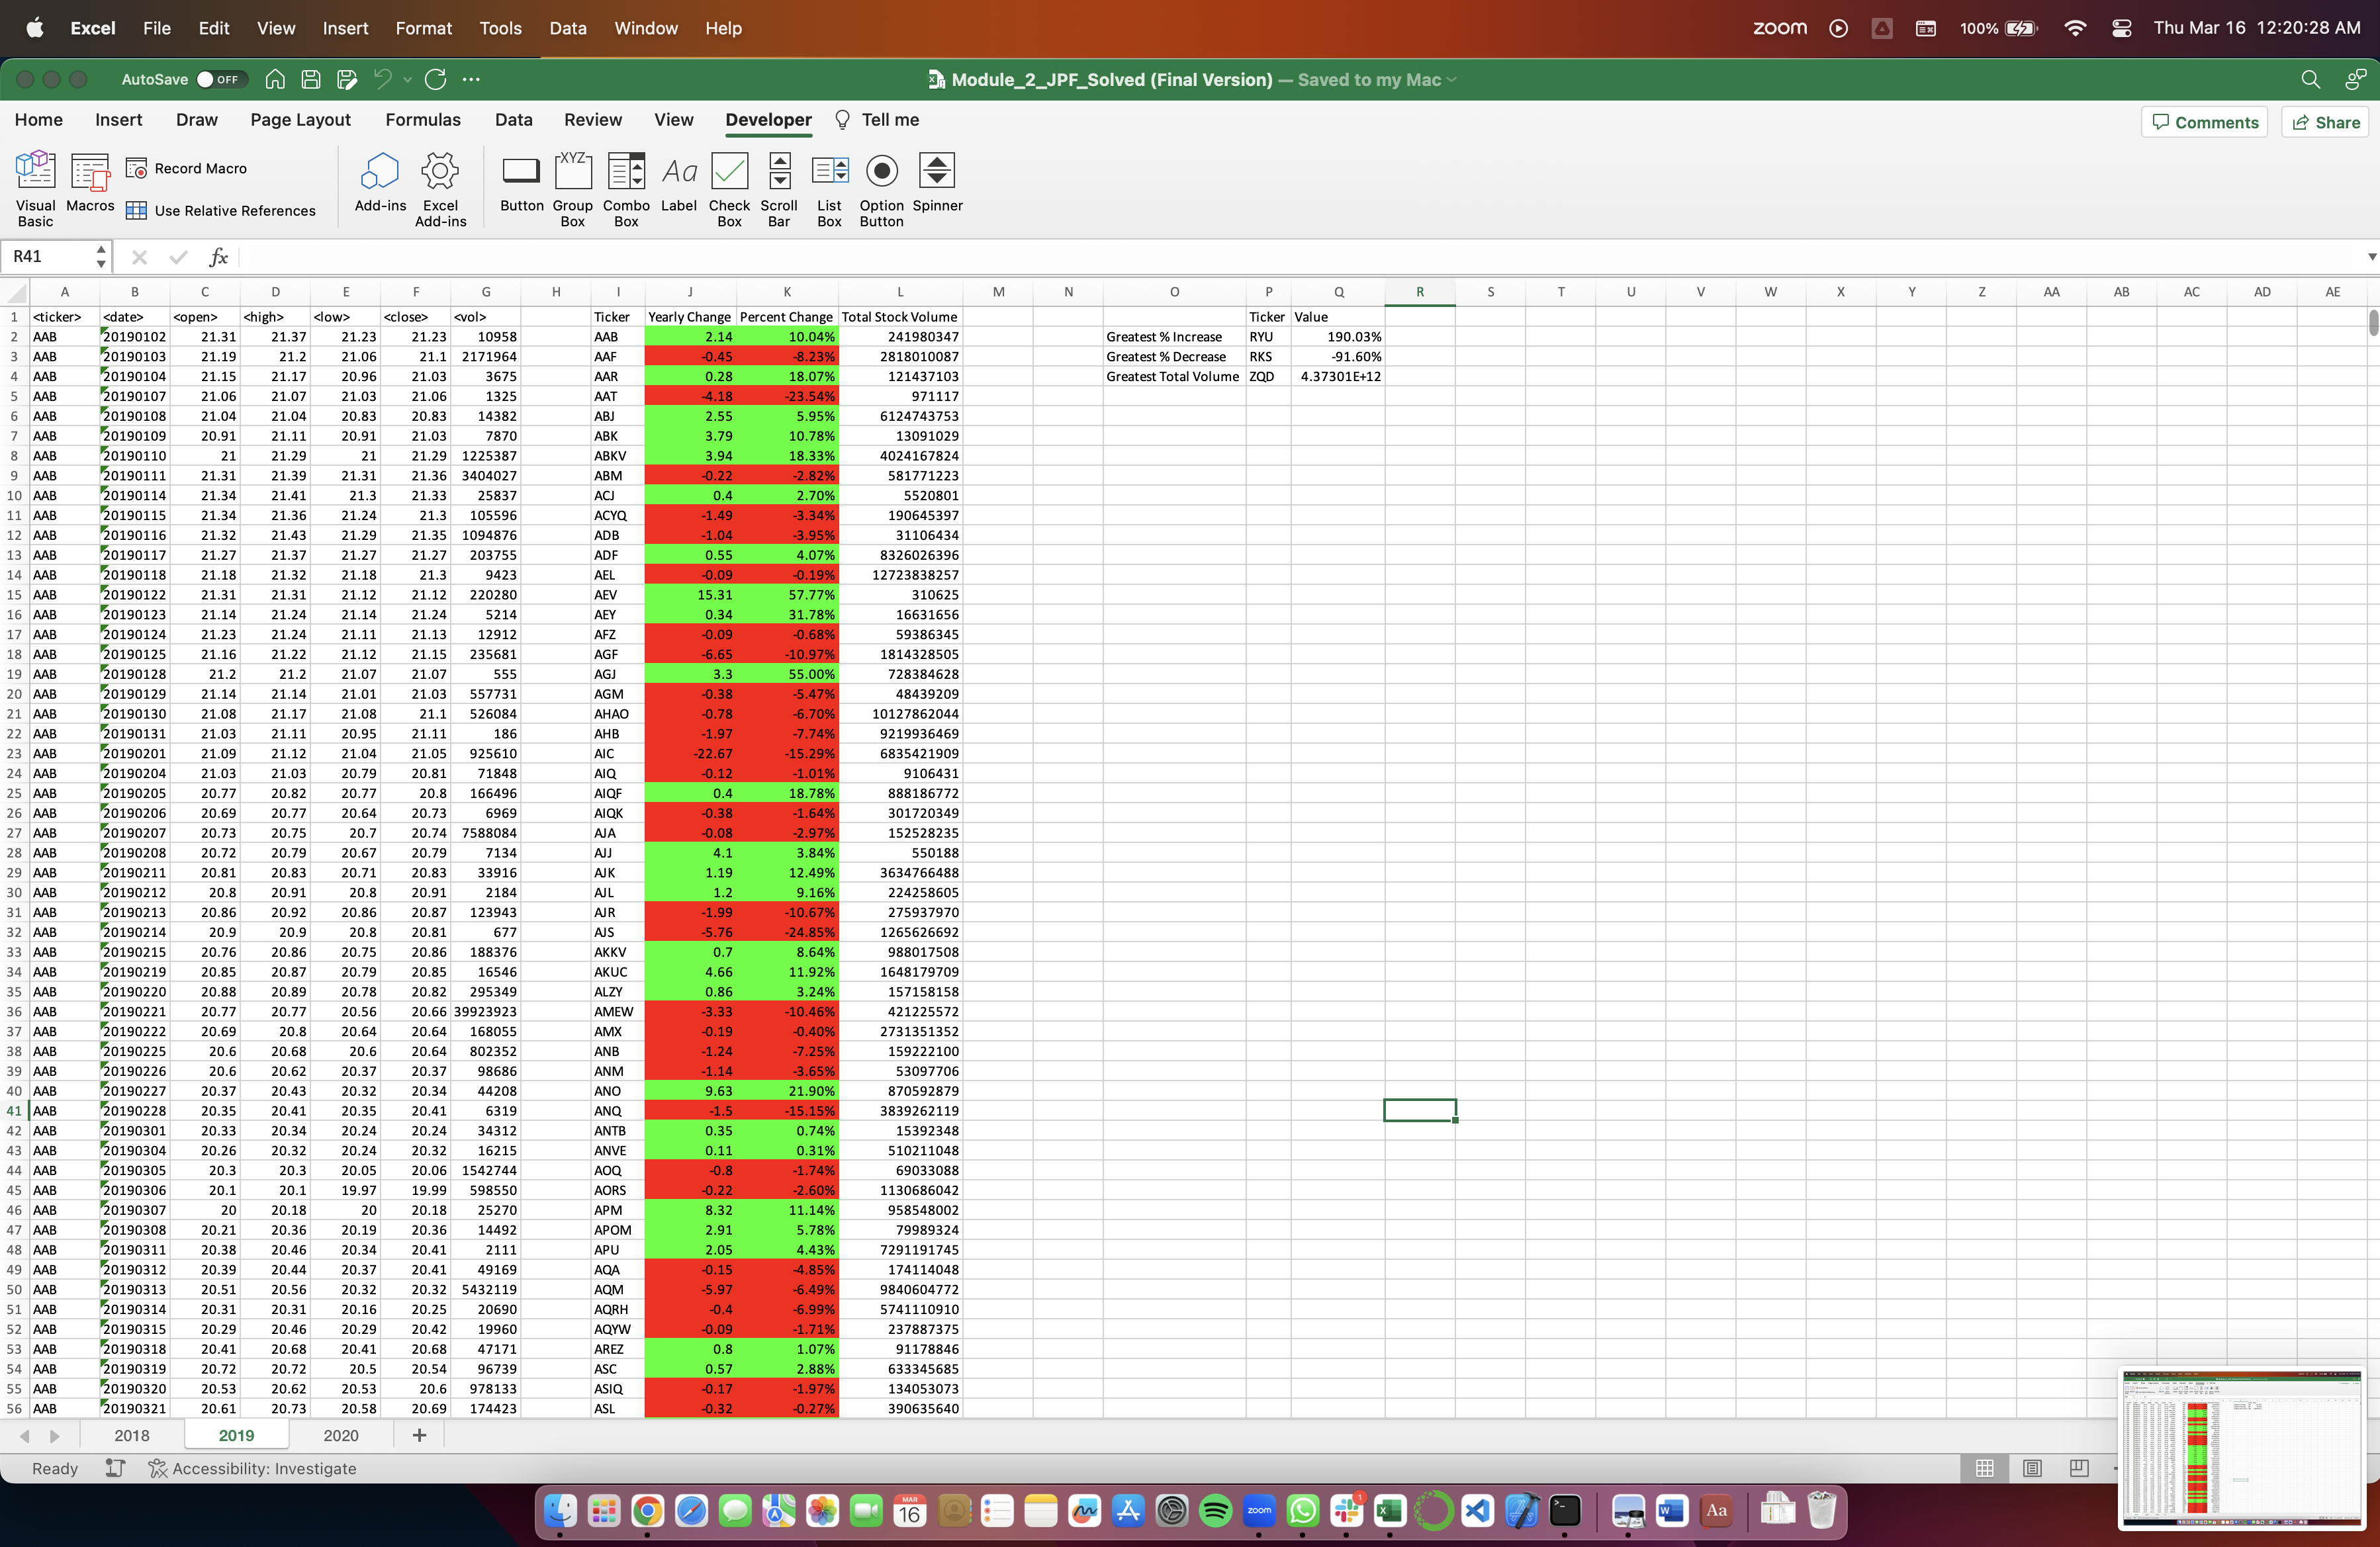 Excel File Edit View Insert Format Tools Data Window Help zoom 100% Thu Mar 16 12:20:28 AM
AutoSave OFF Module_2_JPF_Solved (Final Version) — Saved to my Mac
Home Insert Draw Page Layout Formulas Data Review View Developer Tell me Comments Share
Visual Basic Macros Record Macro Use Relative References Add-ins Excel Add-ins Button Group Box Combo Box Label Check Box Scroll Bar List Box Option Button Spinner
R41 fx
A B C D E F G H I J K L M N O P Q R S T U V W X Y Z AA AB AC AD AE
1 <ticker> <date> <open> <high> <low> <close> <vol> Ticker Yearly Change Percent Change Total Stock Volume Ticker Value
2 AAB 20190102 21.31 21.37 21.23 21.23 10958 AAB 2.14 10.04% 241980347 Greatest % Increase RYU 190.03%
3 AAB 20190103 21.19 21.2 21.06 21.1 2171964 AAF -0.45 -8.23% 2818010087 Greatest % Decrease RKS -91.60%
4 AAB 20190104 21.15 21.17 20.96 21.03 3675 AAR 0.28 18.07% 121437103 Greatest Total Volume ZQD 4.37301E+12
5 AAB 20190107 21.06 21.07 21.03 21.06 1325 AAT -4.18 -23.54% 971117
6 AAB 20190108 21.04 21.04 20.83 20.83 14382 ABJ 2.55 5.95% 6124743753
7 AAB 20190109 20.91 21.11 20.91 21.03 7870 ABK 3.79 10.78% 13091029
8 AAB 20190110 21 21.29 21 21.29 1225387 ABKV 3.94 18.33% 4024167824
9 AAB 20190111 21.31 21.39 21.31 21.36 3404027 ABM -0.22 -2.82% 581771223
10 AAB 20190114 21.34 21.41 21.3 21.33 25837 ACJ 0.4 2.70% 5520801
11 AAB 20190115 21.34 21.36 21.24 21.3 105596 ACYQ -1.49 -3.34% 190645397
12 AAB 20190116 21.32 21.43 21.29 21.35 1094876 ADB -1.04 -3.95% 31106434
13 AAB 20190117 21.27 21.37 21.27 21.27 203755 ADF 0.55 4.07% 8326026396
14 AAB 20190118 21.18 21.32 21.18 21.3 9423 AEL -0.09 -0.19% 12723838257
15 AAB 20190122 21.31 21.31 21.12 21.12 220280 AEV 15.31 57.77% 310625
16 AAB 20190123 21.14 21.24 21.14 21.24 5214 AEY 0.34 31.78% 16631656
17 AAB 20190124 21.23 21.24 21.11 21.13 12912 AFZ -0.09 -0.68% 59386345
18 AAB 20190125 21.16 21.22 21.12 21.15 235681 AGF -6.65 -10.97% 1814328505
19 AAB 20190128 21.2 21.2 21.07 21.07 555 AGJ 3.3 55.00% 728384628
20 AAB 20190129 21.14 21.14 21.01 21.03 557731 AGM -0.38 -5.47% 48439209
21 AAB 20190130 21.08 21.17 21.08 21.1 526084 AHAO -0.78 -6.70% 10127862044
22 AAB 20190131 21.03 21.11 20.95 21.11 186 AHB -1.97 -7.74% 9219936469
23 AAB 20190201 21.09 21.12 21.04 21.05 925610 AIC -22.67 -15.29% 6835421909
24 AAB 20190204 21.03 21.03 20.79 20.81 71848 AIQ -0.12 -1.01% 9106431
25 AAB 20190205 20.77 20.82 20.77 20.8 166496 AIQF 0.4 18.78% 888186772
26 AAB 20190206 20.69 20.77 20.64 20.73 6969 AIQK -0.38 -1.64% 301720349
27 AAB 20190207 20.73 20.75 20.7 20.74 7588084 AJA -0.08 -2.97% 152528235
28 AAB 20190208 20.72 20.79 20.67 20.79 7134 AJJ 4.1 3.84% 550188
29 AAB 20190211 20.81 20.83 20.71 20.83 33916 AJK 1.19 12.49% 3634766488
30 AAB 20190212 20.8 20.91 20.8 20.91 2184 AJL 1.2 9.16% 224258605
31 AAB 20190213 20.86 20.92 20.86 20.87 123943 AJR -1.99 -10.67% 275937970
32 AAB 20190214 20.9 20.9 20.8 20.81 677 AJS -5.76 -24.85% 1265626692
33 AAB 20190215 20.76 20.86 20.75 20.86 188376 AKKV 0.7 8.64% 988017508
34 AAB 20190219 20.85 20.87 20.79 20.85 16546 AKUC 4.66 11.92% 1648179709
35 AAB 20190220 20.88 20.89 20.78 20.82 295349 ALZY 0.86 3.24% 157158158
36 AAB 20190221 20.77 20.77 20.56 20.66 39923923 AMEW -3.33 -10.46% 421225572
37 AAB 20190222 20.69 20.8 20.64 20.64 168055 AMX -0.19 -0.40% 2731351352
38 AAB 20190225 20.6 20.68 20.6 20.64 802352 ANB -1.24 -7.25% 159222100
39 AAB 20190226 20.6 20.62 20.37 20.37 98686 ANM -1.14 -3.65% 53097706
40 AAB 20190227 20.37 20.43 20.32 20.34 44208 ANO 9.63 21.90% 870592879
41 AAB 20190228 20.35 20.41 20.35 20.41 6319 ANQ -1.5 -15.15% 3839262119
42 AAB 20190301 20.33 20.34 20.24 20.24 34312 ANTB 0.35 0.74% 15392348
43 AAB 20190304 20.26 20.32 20.24 20.32 16215 ANVE 0.11 0.31% 510211048
44 AAB 20190305 20.3 20.3 20.05 20.06 1542744 AOQ -0.8 -1.74% 69033088
45 AAB 20190306 20.1 20.1 19.97 19.99 598550 AORS -0.22 -2.60% 1130686042
46 AAB 20190307 20 20.18 20 20.18 25270 APM 8.32 11.14% 958548002
47 AAB 20190308 20.21 20.36 20.19 20.36 14492 APOM 2.91 5.78% 79989324
48 AAB 20190311 20.38 20.46 20.34 20.41 2111 APU 2.05 4.43% 7291191745
49 AAB 20190312 20.39 20.44 20.37 20.41 49169 AQA -0.15 -4.85% 174114048
50 AAB 20190313 20.51 20.56 20.32 20.32 5432119 AQM -5.97 -6.49% 9840604772
51 AAB 20190314 20.31 20.31 20.16 20.25 20690 AQRH -0.4 -6.99% 5741110910
52 AAB 20190315 20.29 20.46 20.29 20.42 19960 AQYW -0.09 -1.71% 237887375
53 AAB 20190318 20.41 20.68 20.41 20.68 47171 AREZ 0.8 1.07% 91178846
54 AAB 20190319 20.72 20.72 20.5 20.54 96739 ASC 0.57 2.88% 633345685
55 AAB 20190320 20.53 20.62 20.53 20.6 978133 ASIQ -0.17 -1.97% 134053073
56 AAB 20190321 20.61 20.73 20.58 20.69 174423 ASL -0.32 -0.27% 390635640
2018 2019 2020 +
Ready Accessibility: Investigate
MAR 16 zoom 1 Aa